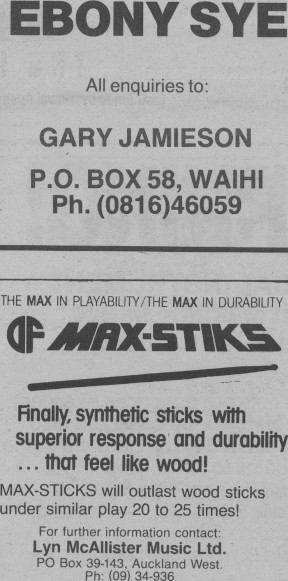 EBONY SYE
All enquiries to:
GARY JAMIESON
P.O. BOX 58, WAIHI
Ph. (0816)46059
THE MAX IN PLAYABILITY/THE MAX IN DURABILITY
DF MAX-STIKS
Finally, synthetic sticks with
superior response and durability
... that feel like wood!
MAX-STICKS will outlast wood sticks
under similar play 20 to 25 times!
For further information contact:
Lyn McAllister Music Ltd.
PO Box 39-143, Auckland West.
Ph: (09) 34-936